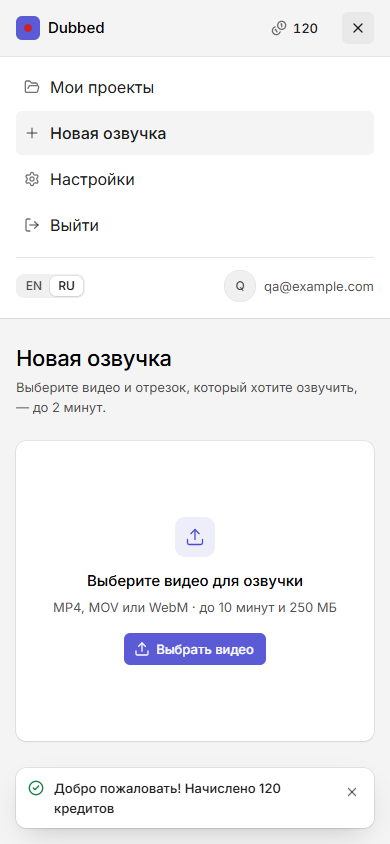 Dubbed
120
Мои проекты
Новая озвучка
Настройки
Выйти
EN RU
Q qa@example.com
Новая озвучка
Выберите видео и отрезок, который хотите озвучить,
— до 2 минут.
Выберите видео для озвучки
MP4, MOV или WebM · до 10 минут и 250 МБ
Выбрать видео
Добро пожаловать! Начислено 120
кредитов